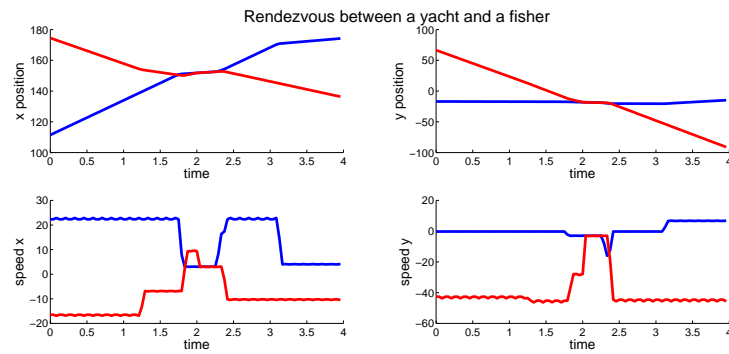 Rendezvous between a yacht and a fisher
180
160
140
120
100
x position
0 0.5 1 1.5 2 2.5 3 3.5 4
time
100
50
0
−50
−100
y position
0 0.5 1 1.5 2 2.5 3 3.5 4
time
30
20
10
0
−10
−20
speed x
0 0.5 1 1.5 2 2.5 3 3.5 4
time
20
0
−20
−40
−60
speed y
0 0.5 1 1.5 2 2.5 3 3.5 4
time